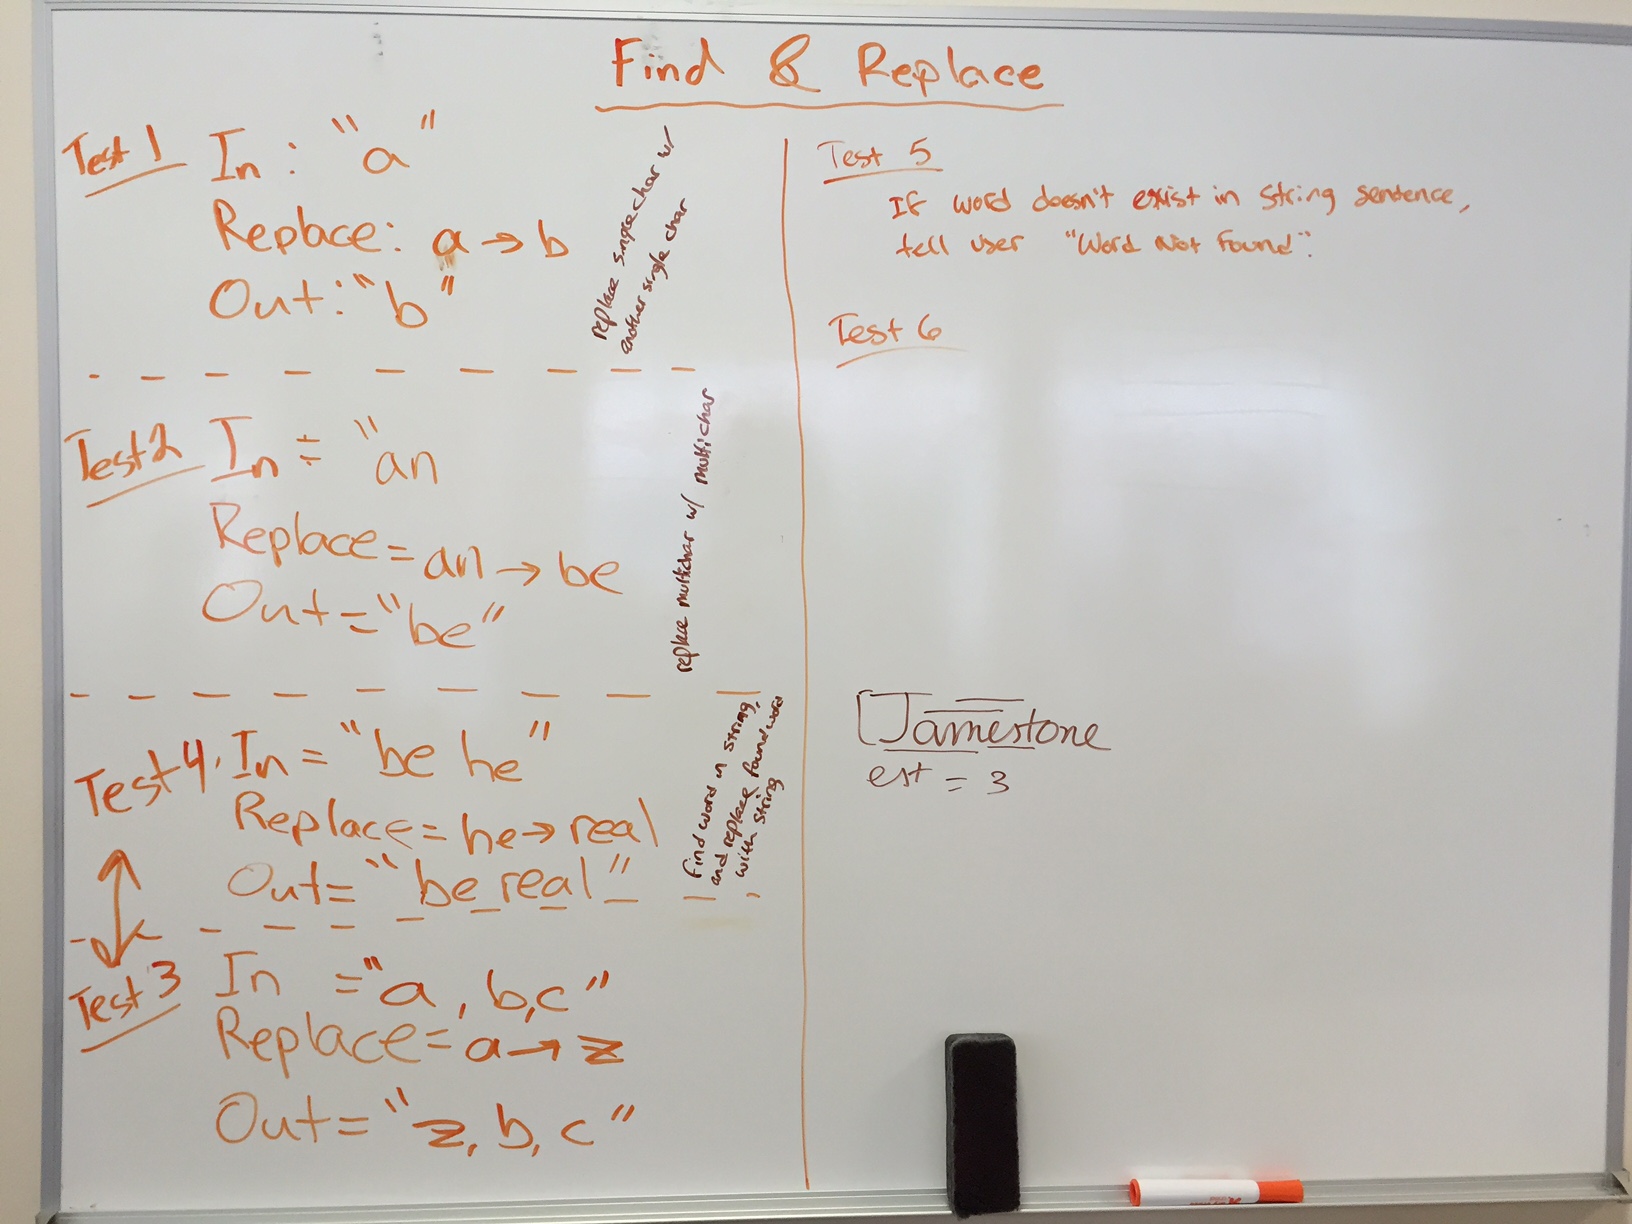 Find & Replace
Test 1 In: "a"
Replace: a → b
Out: "b"
replace single char w/
another single char
Test 2 In = "an
Replace = an → be
Out = "be"
replace multichar w/ multichar
Test 4. In = "be he"
Replace = he → real
Out = "be real"
find word in string,
and replace found word
with string
Test 3 In = "a, b,c"
Replace = a → z
Out = "z, b, c"
Test 5
If word doesn't exist in string sentence,
tell user "Word Not Found".
Test 6
Jamestone
est = 3